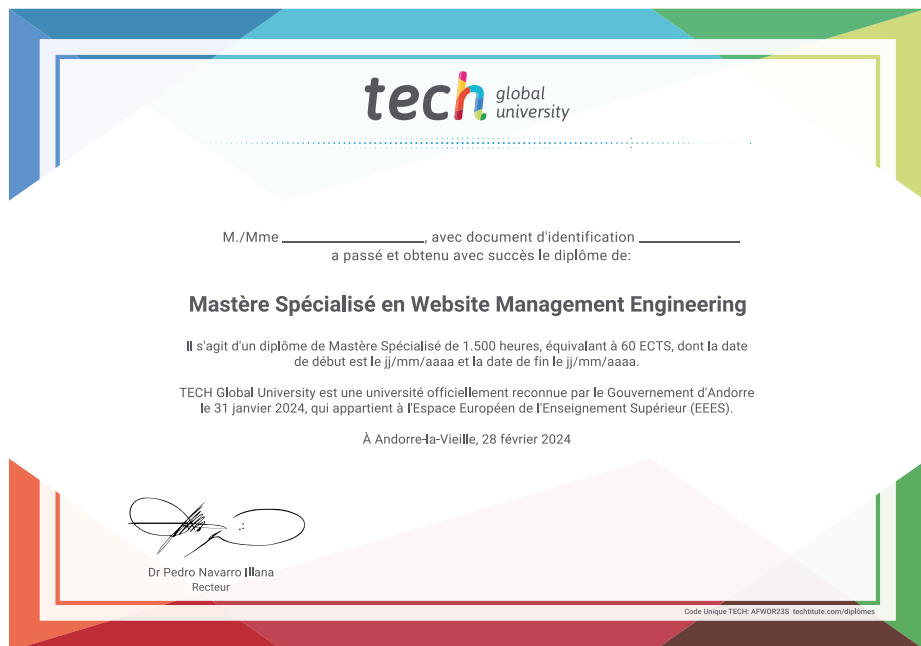 tech global university
M./Mme ____________________, avec document d'identification ______________
a passé et obtenu avec succès le diplôme de:
Mastère Spécialisé en Website Management Engineering
Il s'agit d'un diplôme de Mastère Spécialisé de 1.500 heures, équivalant à 60 ECTS, dont la date
de début est le jj/mm/aaaa et la date de fin le jj/mm/aaaa.
TECH Global University est une université officiellement reconnue par le Gouvernement d'Andorre
le 31 janvier 2024, qui appartient à l'Espace Européen de l'Enseignement Supérieur (EEES).
À Andorre-la-Vieille, 28 février 2024
Dr Pedro Navarro Illana
Recteur
Code Unique TECH: AFWOR23S techtitute.com/diplômes